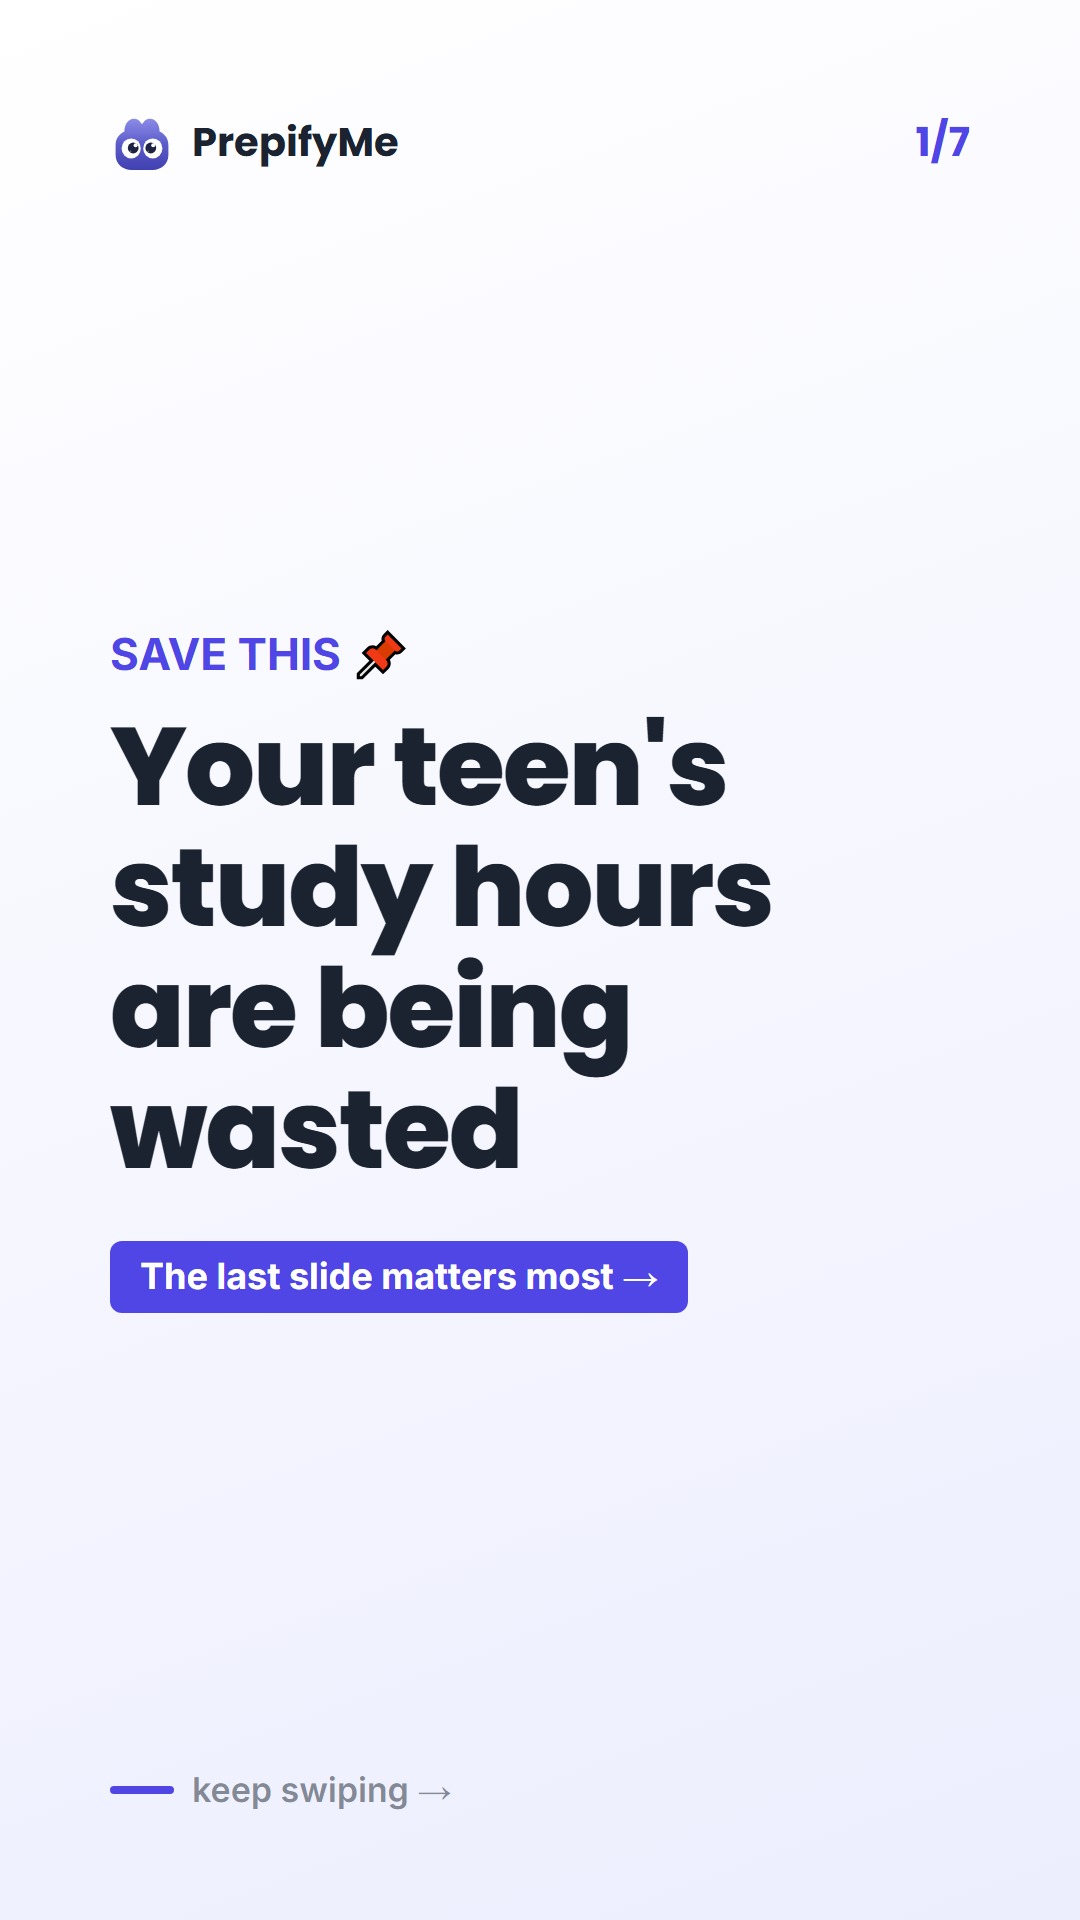 PrepifyMe
1/7
SAVE THIS 📌
Your teen's
study hours
are being
wasted
The last slide matters most →
keep swiping →